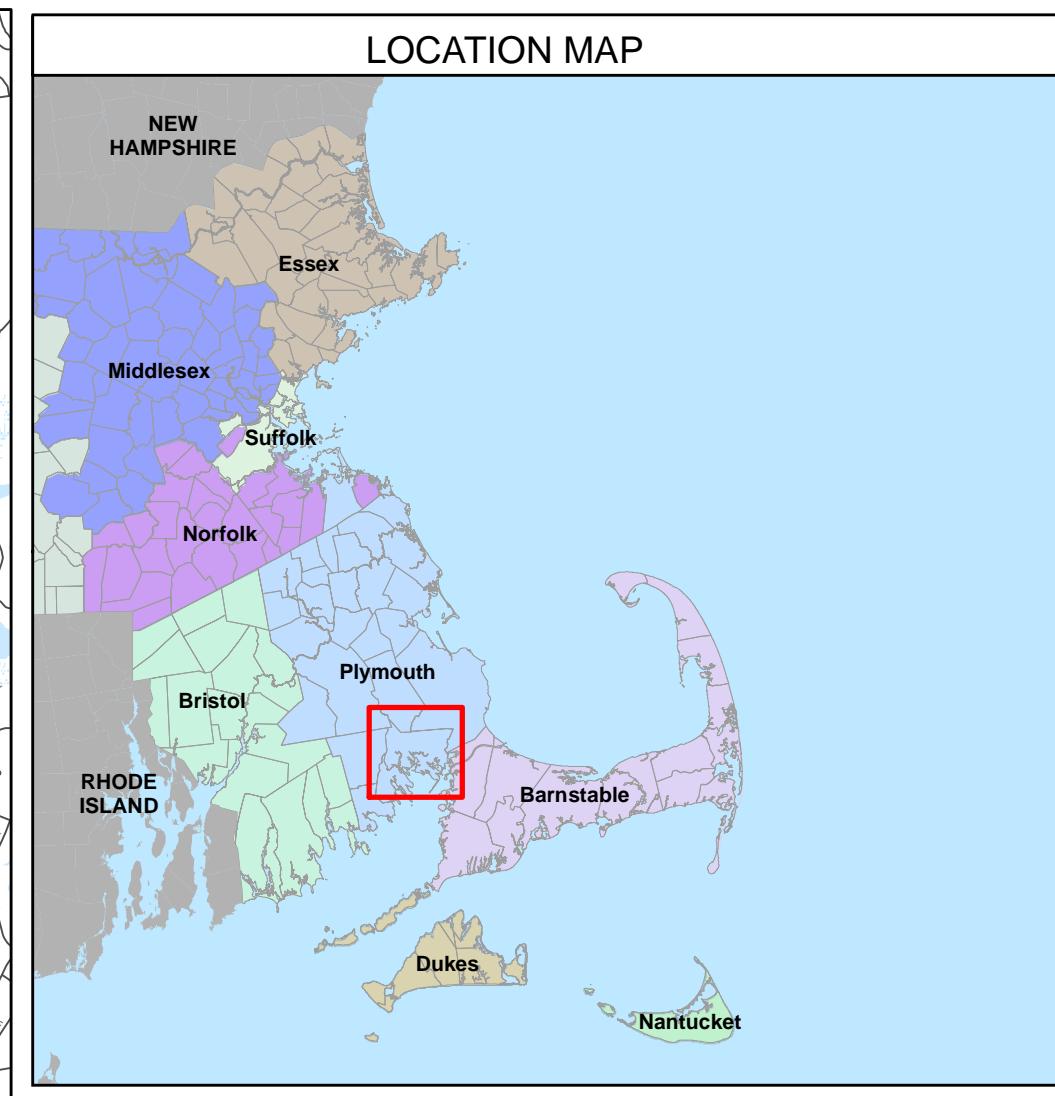 LOCATION MAP
NEW
HAMPSHIRE
Essex
Middlesex
Suffolk
Norfolk
Plymouth
Bristol
RHODE
ISLAND
Barnstable
Dukes
Nantucket